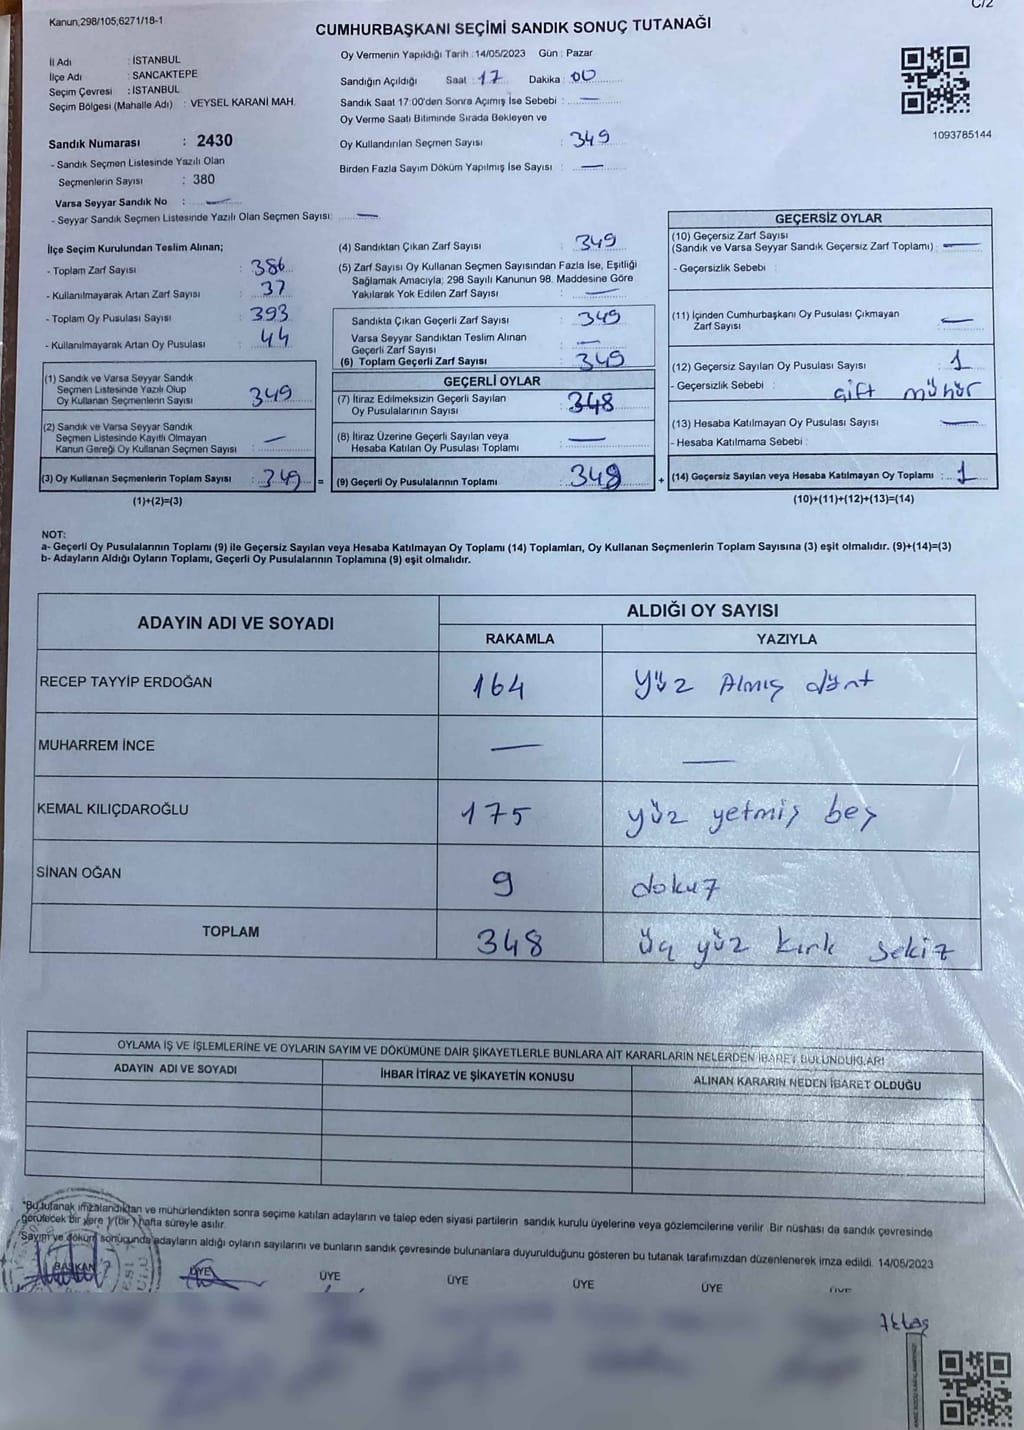 C/2
Kanun;298/105,6271/18-1
CUMHURBAŞKANI SEÇİMİ SANDIK SONUÇ TUTANAĞI
İl Adı : İSTANBUL
İlçe Adı : SANCAKTEPE
Seçim Çevresi : İSTANBUL
Seçim Bölgesi (Mahalle Adı) : VEYSEL KARANİ MAH.
Oy Vermenin Yapıldığı Tarih : 14/05/2023 Gün : Pazar
Sandığın Açıldığı Saat : 17 Dakika : 00
Sandık Saat 17:00'den Sonra Açımış İse Sebebi : —
Oy Verme Saati Bitiminde Sırada Bekleyen ve
Oy Kullandırılan Seçmen Sayısı : 349
Birden Fazla Sayım Döküm Yapılmış İse Sayısı : —
1093785144
Sandık Numarası : 2430
- Sandık Seçmen Listesinde Yazılı Olan
Seçmenlerin Sayısı : 380
Varsa Seyyar Sandık No : —
- Seyyar Sandık Seçmen Listesinde Yazılı Olan Seçmen Sayısı: —
İlçe Seçim Kurulundan Teslim Alınan;
- Toplam Zarf Sayısı : 386
- Kullanılmayarak Artan Zarf Sayısı : 37
- Toplam Oy Pusulası Sayısı : 393
- Kullanılmayarak Artan Oy Pusulası : 44
(1) Sandık ve Varsa Seyyar Sandık
Seçmen Listesinde Yazılı Olup
Oy Kullanan Seçmenlerin Sayısı : 349
(2) Sandık ve Varsa Seyyar Sandık
Seçmen Listesinde Kayıtlı Olmayan
Kanun Gereği Oy Kullanan Seçmen Sayısı : —
(3) Oy Kullanan Seçmenlerin Toplam Sayısı : 349 =
(1)+(2)=(3)
(4) Sandıktan Çıkan Zarf Sayısı : 349
(5) Zarf Sayısı Oy Kullanan Seçmen Sayısından Fazla İse, Eşitliği
Sağlamak Amacıyla; 298 Sayılı Kanunun 98. Maddesine Göre
Yakılarak Yok Edilen Zarf Sayısı : —
Sandıkta Çıkan Geçerli Zarf Sayısı : 349
Varsa Seyyar Sandıktan Teslim Alınan
Geçerli Zarf Sayısı : —
(6) Toplam Geçerli Zarf Sayısı : 349
GEÇERLİ OYLAR
(7) İtiraz Edilmeksizin Geçerli Sayılan
Oy Pusulalarının Sayısı : 348
(8) İtiraz Üzerine Geçerli Sayılan veya
Hesaba Katılan Oy Pusulası Toplamı : —
(9) Geçerli Oy Pusulalarının Toplamı : 348 +
GEÇERSİZ OYLAR
(10) Geçersiz Zarf Sayısı
(Sandık ve Varsa Seyyar Sandık Geçersiz Zarf Toplamı) : —
- Geçersizlik Sebebi :
(11) İçinden Cumhurbaşkanı Oy Pusulası Çıkmayan
Zarf Sayısı : —
(12) Geçersiz Sayılan Oy Pusulası Sayısı : 1
- Geçersizlik Sebebi : çift mühür
(13) Hesaba Katılmayan Oy Pusulası Sayısı : —
- Hesaba Katılmama Sebebi :
(14) Geçersiz Sayılan veya Hesaba Katılmayan Oy Toplamı : 1
(10)+(11)+(12)+(13)=(14)
NOT:
a- Geçerli Oy Pusulalarının Toplamı (9) ile Geçersiz Sayılan veya Hesaba Katılmayan Oy Toplamı (14) Toplamları, Oy Kullanan Seçmenlerin Toplam Sayısına (3) eşit olmalıdır. (9)+(14)=(3)
b- Adayların Aldığı Oyların Toplamı, Geçerli Oy Pusulalarının Toplamına (9) eşit olmalıdır.
ADAYIN ADI VE SOYADI
ALDIĞI OY SAYISI
RAKAMLA YAZIYLA
RECEP TAYYİP ERDOĞAN 164 yüz Almış dört
MUHARREM İNCE — —
KEMAL KILIÇDAROĞLU 175 yüz yetmiş beş
SİNAN OĞAN 9 dokuz
TOPLAM 348 üç yüz kırk sekiz
OYLAMA İŞ VE İŞLEMLERİNE VE OYLARIN SAYIM VE DÖKÜMÜNE DAİR ŞİKAYETLERLE BUNLARA AİT KARARLARIN NELERDEN İBARET BULUNDUKLARI
ADAYIN ADI VE SOYADI İHBAR İTİRAZ VE ŞİKAYETİN KONUSU ALINAN KARARIN NEDEN İBARET OLDUĞU
*Bu tutanak imzalandıktan ve mühürlendikten sonra seçime katılan adayların ve talep eden siyasi partilerin sandık kurulu üyelerine veya gözlemcilerine verilir. Bir nüshası da sandık çevresinde
görülecek bir yere 1 (bir) hafta süreyle asılır.
Sayım ve döküm sonucunda adayların aldığı oyların sayılarını ve bunların sandık çevresinde bulunanlara duyurulduğunu gösteren bu tutanak tarafımızdan düzenlenerek imza edildi. 14/05/2023
BAŞKAN ÜYE ÜYE ÜYE ÜYE ÜYE ÜYE
Aktaş